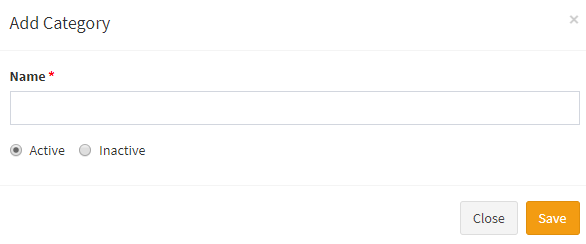 Add Category ×
Name *
Active Inactive
Close Save